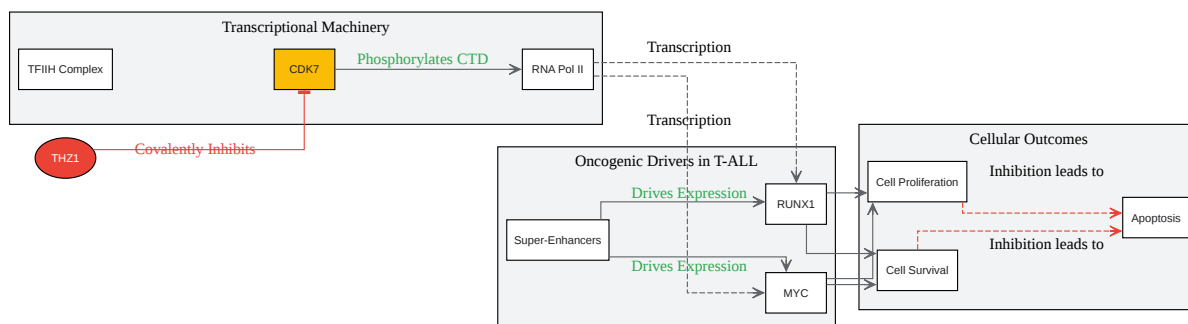 Transcriptional Machinery
TFIIH Complex
CDK7
Phosphorylates CTD
RNA Pol II
Transcription
THZ1
Covalently Inhibits
Transcription
Oncogenic Drivers in T-ALL
Super-Enhancers
Drives Expression
RUNX1
Drives Expression
MYC
Cellular Outcomes
Cell Proliferation
Inhibition leads to
Apoptosis
Inhibition leads to
Cell Survival